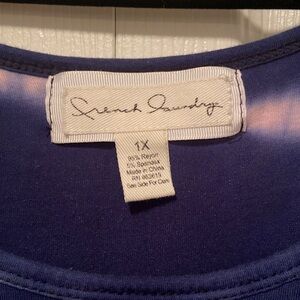 French Laundry
1X
95% Rayon
5% Spandex
Made in China
See Side For Care